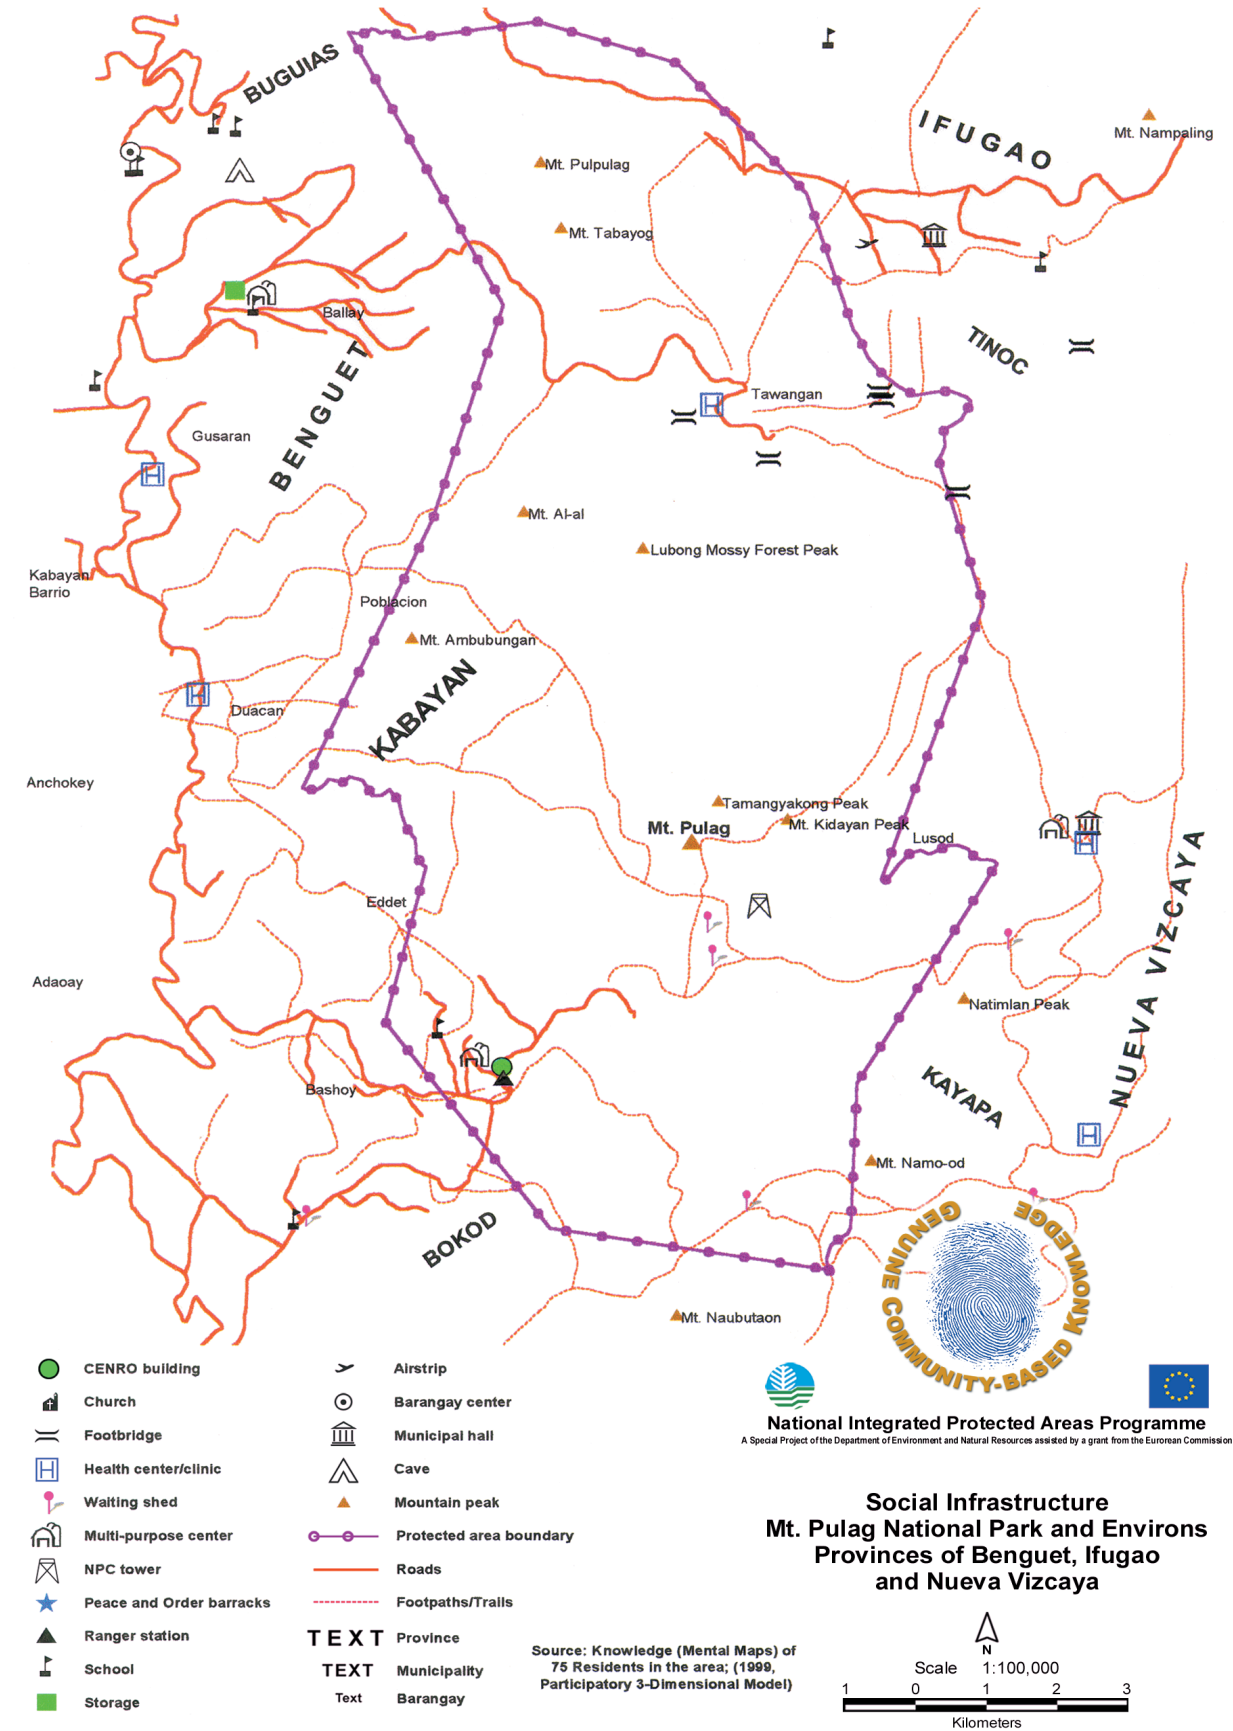 BUGUIAS
IFUGAO
Mt. Nampaling
Mt. Pulpulag
Mt. Tabayog
Ballay
TINOC
BENGUET
Tawangan
Gusaran
Mt. Al-al
Lubong Mossy Forest Peak
Kabayan
Barrio
Poblacion
Mt. Ambubungan
KABAYAN
Duacan
Anchokey
Tamangyakong Peak
Mt. Kidayan Peak
Mt. Pulag
Lusod
NUEVA VIZCAYA
Eddet
Adaoay
Natimlan Peak
Bashoy
KAYAPA
Mt. Namo-od
BOKOD
GENUINE COMMUNITY-BASED KNOWLEDGE
Mt. Naubutaon
CENRO building
Church
Footbridge
Health center/clinic
Waiting shed
Multi-purpose center
NPC tower
Peace and Order barracks
Ranger station
School
Storage
Airstrip
Barangay center
Municipal hall
Cave
Mountain peak
Protected area boundary
Roads
Footpaths/Trails
TEXT Province
TEXT Municipality
Text Barangay
Source: Knowledge (Mental Maps) of
75 Residents in the area; (1999,
Participatory 3-Dimensional Model)
National Integrated Protected Areas Programme
A Special Project of the Department of Environment and Natural Resources assisted by a grant from the Eurorean Commission
Social Infrastructure
Mt. Pulag National Park and Environs
Provinces of Benguet, Ifugao
and Nueva Vizcaya
N
Scale 1:100,000
1 0 1 2 3
Kilometers